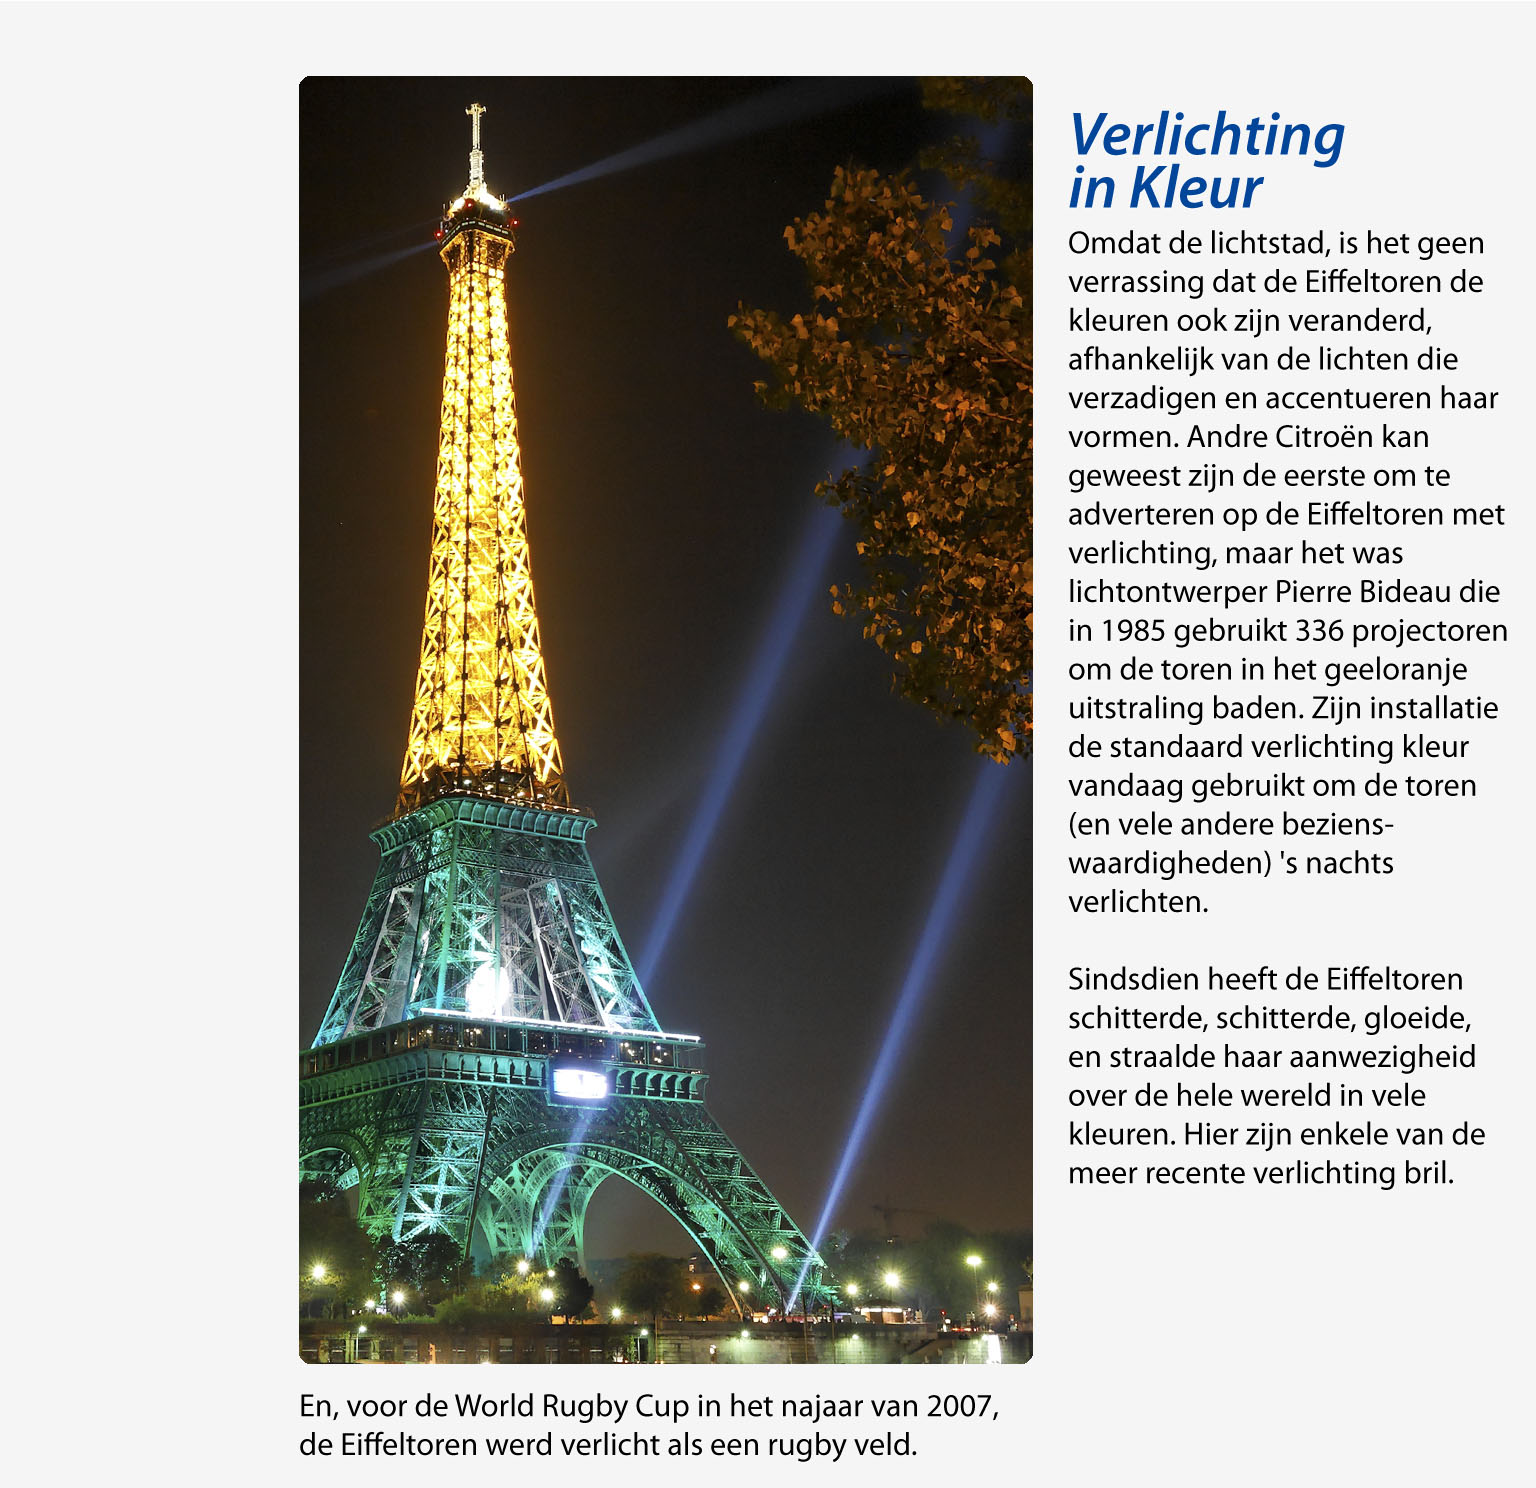 Verlichting
in Kleur
Omdat de lichtstad, is het geen
verrassing dat de Eiffeltoren de
kleuren ook zijn veranderd,
afhankelijk van de lichten die
verzadigen en accentueren haar
vormen. Andre Citroën kan
geweest zijn de eerste om te
adverteren op de Eiffeltoren met
verlichting, maar het was
lichtontwerper Pierre Bideau die
in 1985 gebruikt 336 projectoren
om de toren in het geeloranje
uitstraling baden. Zijn installatie
de standaard verlichting kleur
vandaag gebruikt om de toren
(en vele andere beziens-
waardigheden) 's nachts
verlichten.
Sindsdien heeft de Eiffeltoren
schitterde, schitterde, gloeide,
en straalde haar aanwezigheid
over de hele wereld in vele
kleuren. Hier zijn enkele van de
meer recente verlichting bril.
En, voor de World Rugby Cup in het najaar van 2007,
de Eiffeltoren werd verlicht als een rugby veld.